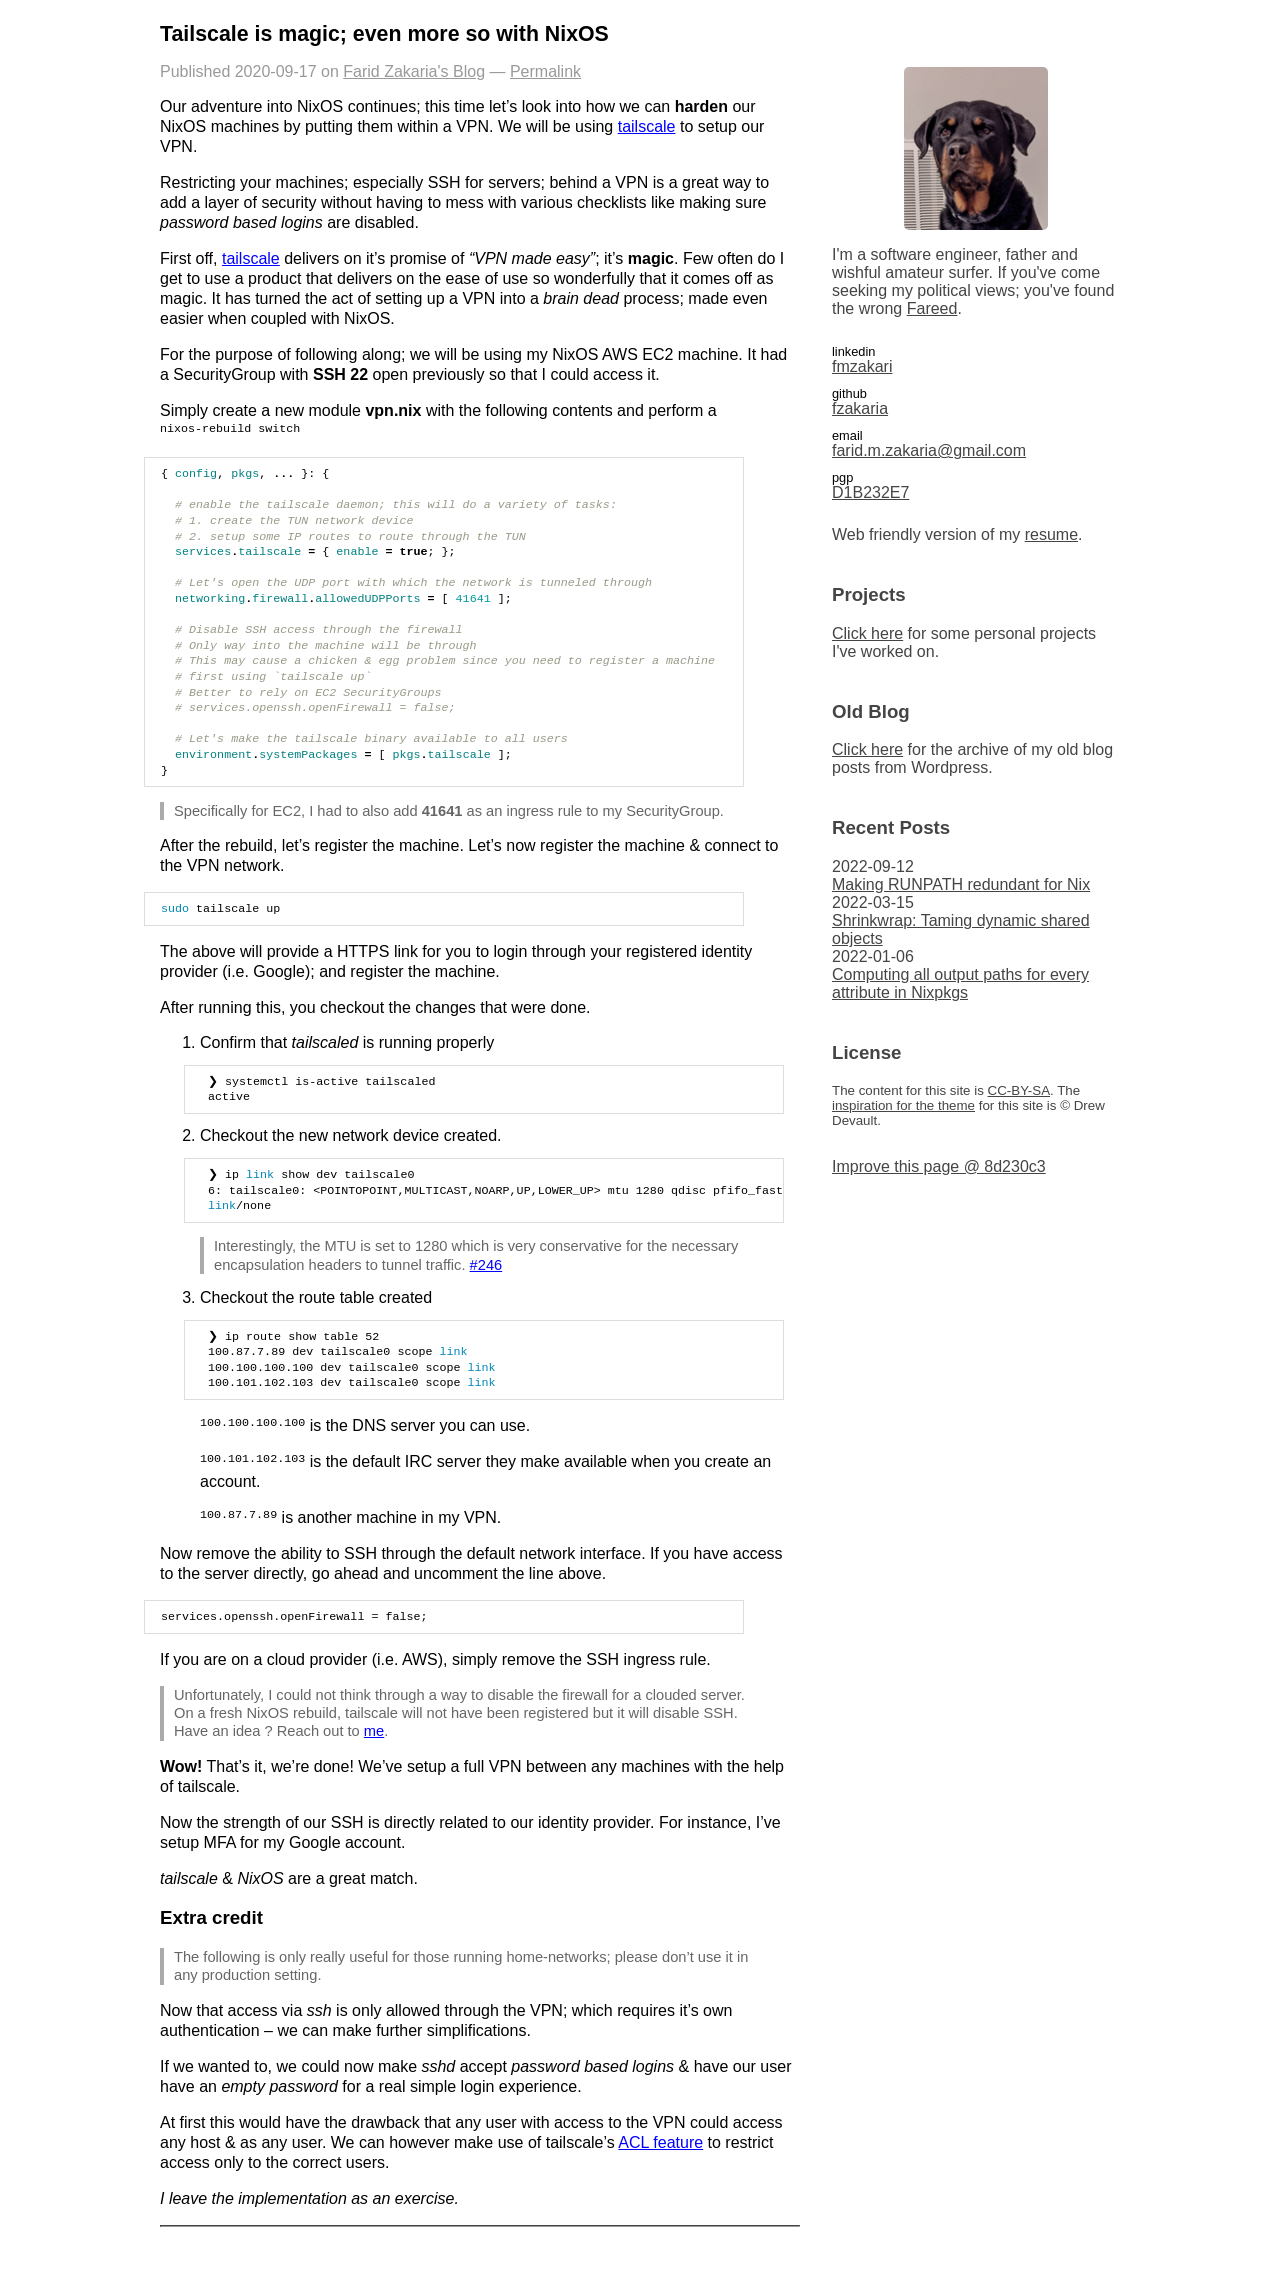 Tailscale is magic; even more so with NixOS
Published 2020-09-17 on Farid Zakaria's Blog — Permalink
Our adventure into NixOS continues; this time let’s look into how we can harden our
NixOS machines by putting them within a VPN. We will be using tailscale to setup our
VPN.
Restricting your machines; especially SSH for servers; behind a VPN is a great way to
add a layer of security without having to mess with various checklists like making sure
password based logins are disabled.
First off, tailscale delivers on it’s promise of “VPN made easy”; it’s magic. Few often do I
get to use a product that delivers on the ease of use so wonderfully that it comes off as
magic. It has turned the act of setting up a VPN into a brain dead process; made even
easier when coupled with NixOS.
For the purpose of following along; we will be using my NixOS AWS EC2 machine. It had
a SecurityGroup with SSH 22 open previously so that I could access it.
Simply create a new module vpn.nix with the following contents and perform a
nixos-rebuild switch
{ config, pkgs, ... }: {
# enable the tailscale daemon; this will do a variety of tasks:
# 1. create the TUN network device
# 2. setup some IP routes to route through the TUN
services.tailscale = { enable = true; };
# Let's open the UDP port with which the network is tunneled through
networking.firewall.allowedUDPPorts = [ 41641 ];
# Disable SSH access through the firewall
# Only way into the machine will be through
# This may cause a chicken & egg problem since you need to register a machine
# first using `tailscale up`
# Better to rely on EC2 SecurityGroups
# services.openssh.openFirewall = false;
# Let's make the tailscale binary available to all users
environment.systemPackages = [ pkgs.tailscale ];
}
Specifically for EC2, I had to also add 41641 as an ingress rule to my SecurityGroup.
After the rebuild, let’s register the machine. Let’s now register the machine & connect to
the VPN network.
sudo tailscale up
The above will provide a HTTPS link for you to login through your registered identity
provider (i.e. Google); and register the machine.
After running this, you checkout the changes that were done.
1. Confirm that tailscaled is running properly
❯ systemctl is-active tailscaled
active
2. Checkout the new network device created.
❯ ip link show dev tailscale0
6: tailscale0: <POINTOPOINT,MULTICAST,NOARP,UP,LOWER_UP> mtu 1280 qdisc pfifo_fast
link/none
Interestingly, the MTU is set to 1280 which is very conservative for the necessary
encapsulation headers to tunnel traffic. #246
3. Checkout the route table created
❯ ip route show table 52
100.87.7.89 dev tailscale0 scope link
100.100.100.100 dev tailscale0 scope link
100.101.102.103 dev tailscale0 scope link
100.100.100.100 is the DNS server you can use.
100.101.102.103 is the default IRC server they make available when you create an
account.
100.87.7.89 is another machine in my VPN.
Now remove the ability to SSH through the default network interface. If you have access
to the server directly, go ahead and uncomment the line above.
services.openssh.openFirewall = false;
If you are on a cloud provider (i.e. AWS), simply remove the SSH ingress rule.
Unfortunately, I could not think through a way to disable the firewall for a clouded server.
On a fresh NixOS rebuild, tailscale will not have been registered but it will disable SSH.
Have an idea ? Reach out to me.
Wow! That’s it, we’re done! We’ve setup a full VPN between any machines with the help
of tailscale.
Now the strength of our SSH is directly related to our identity provider. For instance, I’ve
setup MFA for my Google account.
tailscale & NixOS are a great match.
Extra credit
The following is only really useful for those running home-networks; please don’t use it in
any production setting.
Now that access via ssh is only allowed through the VPN; which requires it’s own
authentication – we can make further simplifications.
If we wanted to, we could now make sshd accept password based logins & have our user
have an empty password for a real simple login experience.
At first this would have the drawback that any user with access to the VPN could access
any host & as any user. We can however make use of tailscale’s ACL feature to restrict
access only to the correct users.
I leave the implementation as an exercise.
I'm a software engineer, father and
wishful amateur surfer. If you've come
seeking my political views; you've found
the wrong Fareed.
linkedin
fmzakari
github
fzakaria
email
farid.m.zakaria@gmail.com
pgp
D1B232E7
Web friendly version of my resume.
Projects
Click here for some personal projects
I've worked on.
Old Blog
Click here for the archive of my old blog
posts from Wordpress.
Recent Posts
2022-09-12
Making RUNPATH redundant for Nix
2022-03-15
Shrinkwrap: Taming dynamic shared
objects
2022-01-06
Computing all output paths for every
attribute in Nixpkgs
License
The content for this site is CC-BY-SA. The
inspiration for the theme for this site is © Drew
Devault.
Improve this page @ 8d230c3